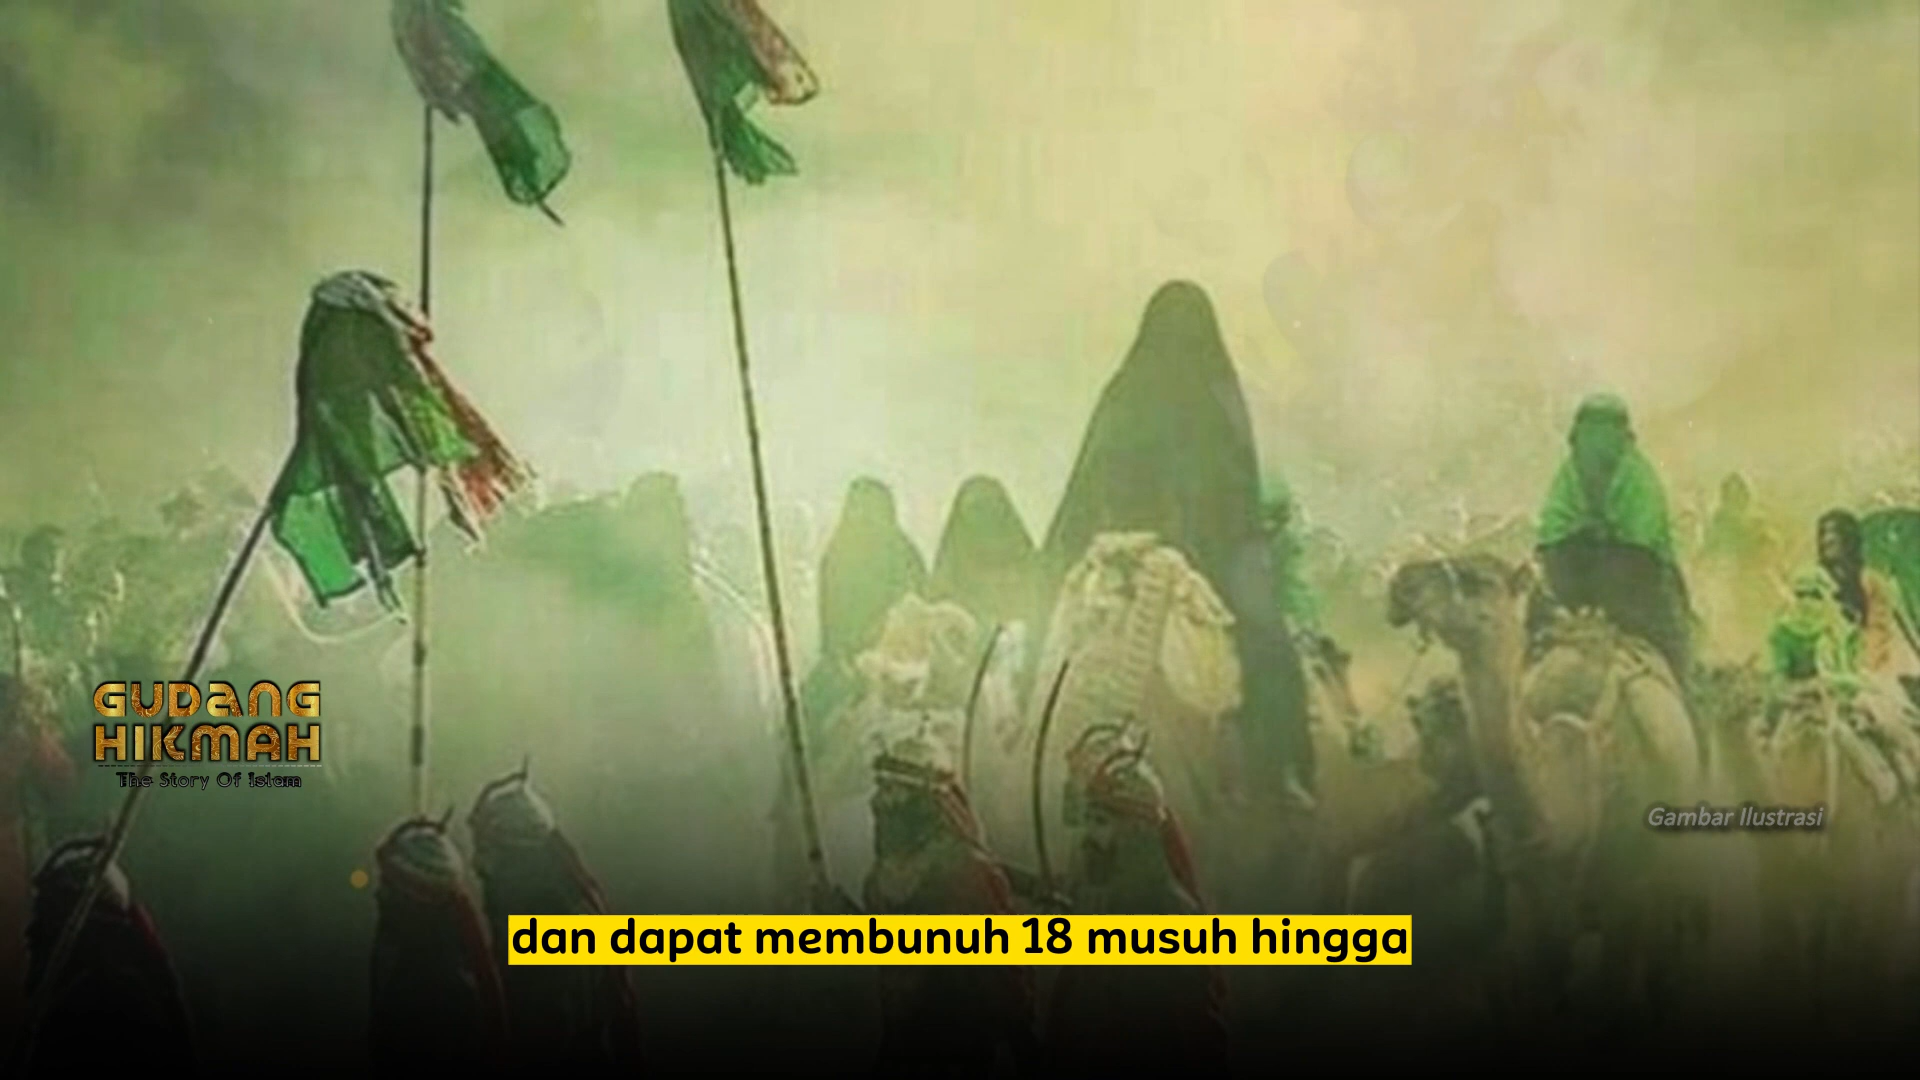 GUDANG
HIKMAH
The Story Of Islam
Gambar Ilustrasi
dan dapat membunuh 18 musuh hingga